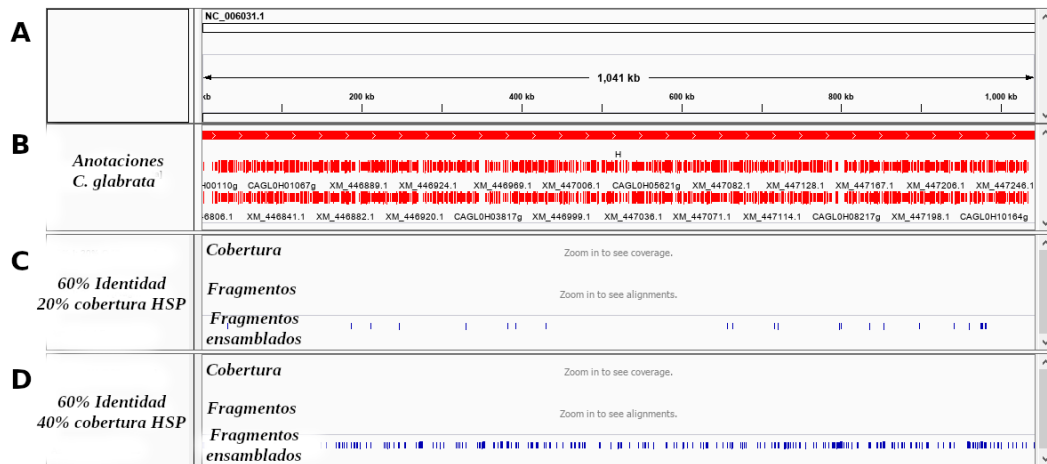 A
NC_006031.1
1,041 kb
kb 200 kb 400 kb 600 kb 800 kb 1,000 kb
B
Anotaciones
C. glabrata
H
H00110g CAGL0H01067g XM_446889.1 XM_446924.1 XM_446969.1 XM_447006.1 CAGL0H05621g XM_447082.1 XM_447128.1 XM_447167.1 XM_447206.1 XM_447246.1
-6806.1 XM_446841.1 XM_446882.1 XM_446920.1 CAGL0H03817g XM_446999.1 XM_447036.1 XM_447071.1 XM_447114.1 CAGL0H08217g XM_447198.1 CAGL0H10164g
C
60% Identidad
20% cobertura HSP
Cobertura
Zoom in to see coverage.
Fragmentos
Zoom in to see alignments.
Fragmentos
ensamblados
D
60% Identidad
40% cobertura HSP
Cobertura
Zoom in to see coverage.
Fragmentos
Zoom in to see alignments.
Fragmentos
ensamblados